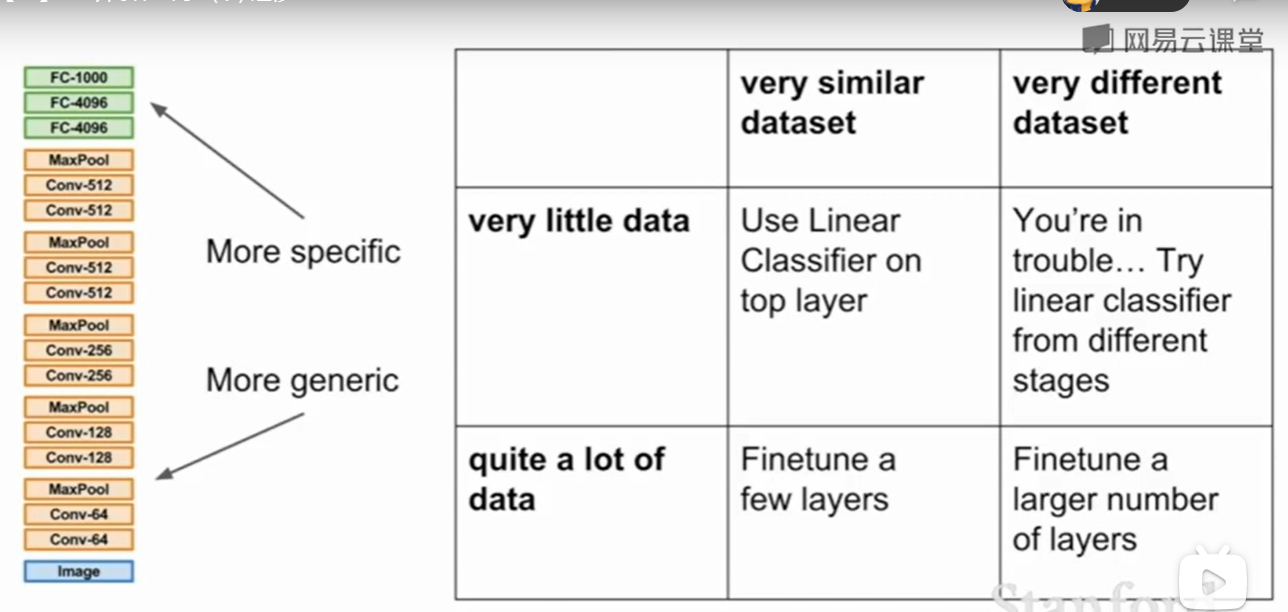 网易云课堂
FC-1000
FC-4096
FC-4096
MaxPool
Conv-512
Conv-512
MaxPool
Conv-512
Conv-512
MaxPool
Conv-256
Conv-256
MaxPool
Conv-128
Conv-128
MaxPool
Conv-64
Conv-64
Image
More specific
More generic
very similar
dataset
very different
dataset
very little data
Use Linear
Classifier on
top layer
You're in
trouble... Try
linear classifier
from different
stages
quite a lot of
data
Finetune a
few layers
Finetune a
larger number
of layers